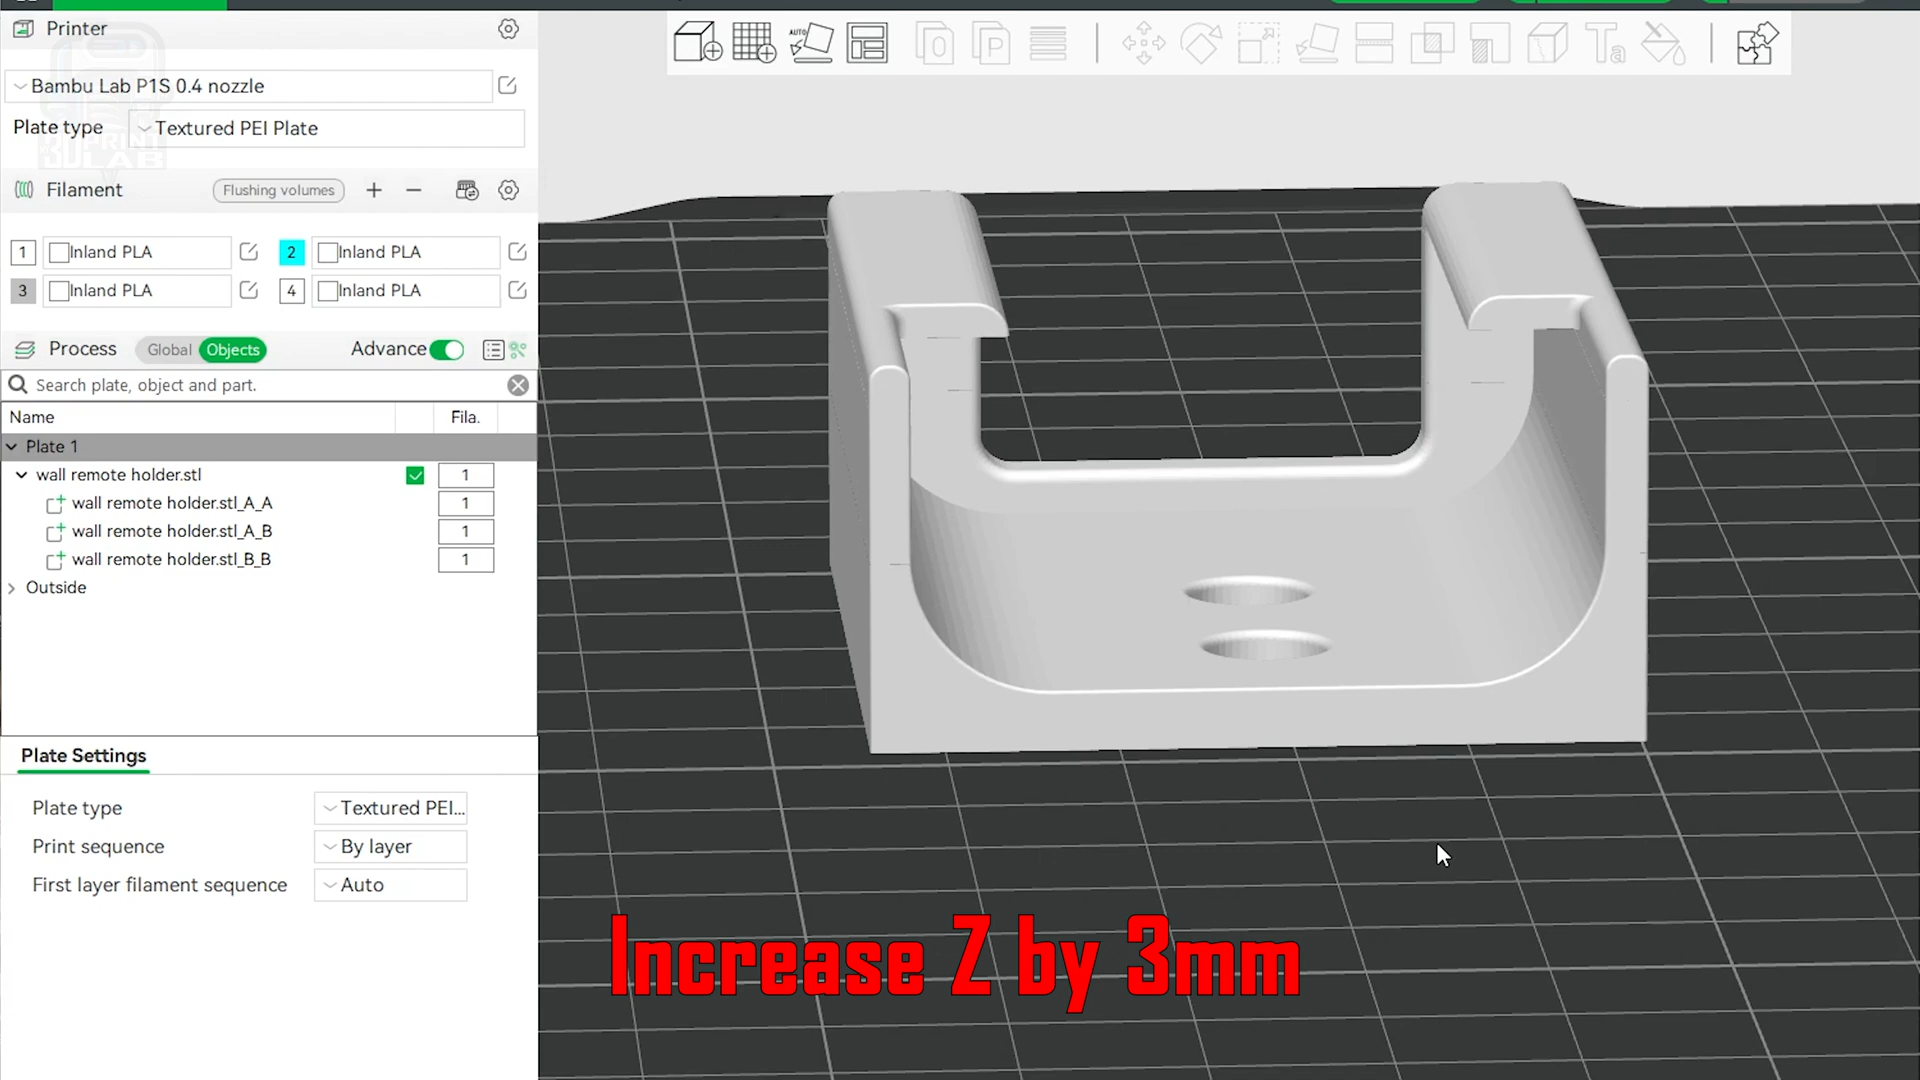 Printer
Bambu Lab P1S 0.4 nozzle
Plate type
Textured PEI Plate
PRINT
LAB
Filament
Flushing volumes
1
Inland PLA
2
Inland PLA
3
Inland PLA
4
Inland PLA
Process
Global
Objects
Advance
Search plate, object and part.
Name
Fila.
Plate 1
wall remote holder.stl
1
wall remote holder.stl_A_A
1
wall remote holder.stl_A_B
1
wall remote holder.stl_B_B
1
Outside
Plate Settings
Plate type
Textured PEI...
Print sequence
By layer
First layer filament sequence
Auto
AUTO
O
P
Ta
Increase Z by 3mm